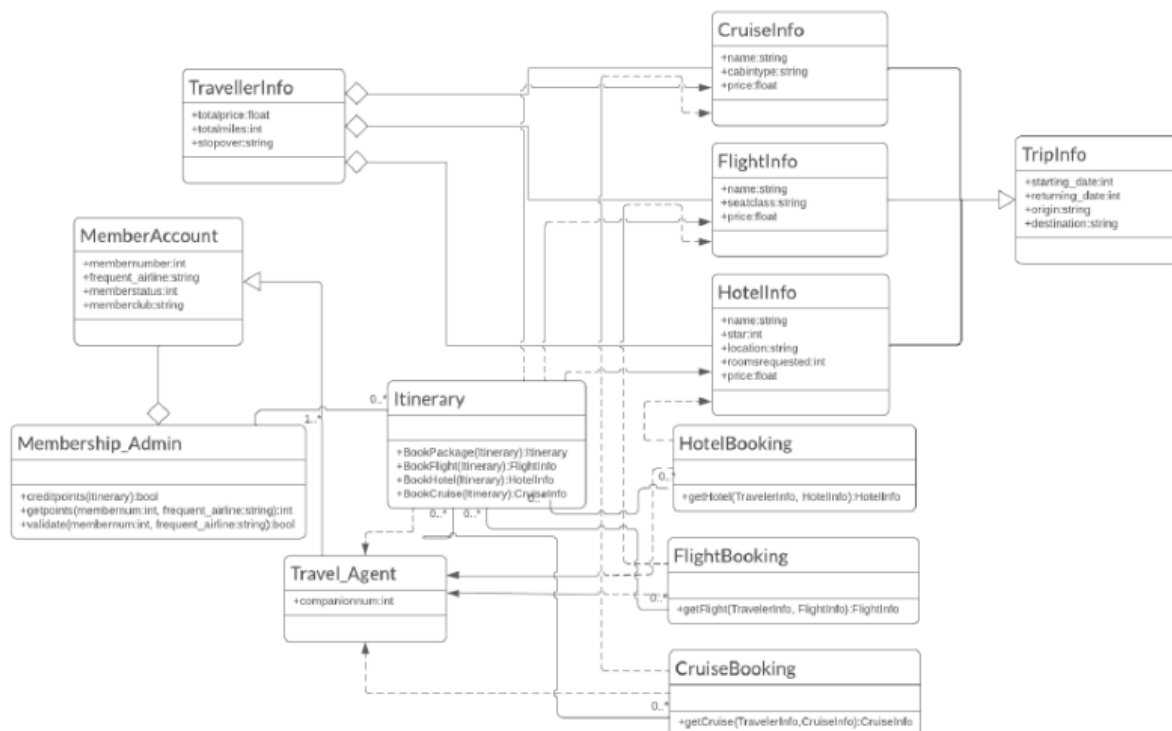 CruiseInfo
+name:string
+cabintype:string
+price:float
TravellerInfo
+totalprice:float
+totalmiles:int
+stopover:string
FlightInfo
+name:string
+seatclass:string
+price:float
TripInfo
+starting_date:int
+returning_date:int
+origin:string
+destination:string
MemberAccount
+membernumber:int
+frequent_airline:string
+memberstatus:int
+memberclub:string
HotelInfo
+name:string
+star:int
+location:string
+roomsrequested:int
+price:float
0..*
1..*
Itinerary
+BookPackage(Itinerary):Itinerary
+BookFlight(Itinerary):FlightInfo
+BookHotel(Itinerary):HotelInfo
+BookCruise(Itinerary):CruiseInfo
0..*
0..*
0..*
Membership_Admin
+creditpoints(Itinerary):bool
+getpoints(membernum:int, frequent_airline:string):int
+validate(membernum:int, frequent_airline:string):bool
HotelBooking
0..*
+getHotel(TravelerInfo, HotelInfo):HotelInfo
Travel_Agent
+companionnum:int
FlightBooking
0..*
+getFlight(TravelerInfo, FlightInfo):FlightInfo
CruiseBooking
0..*
+getCruise(TravelerInfo,CruiseInfo):CruiseInfo